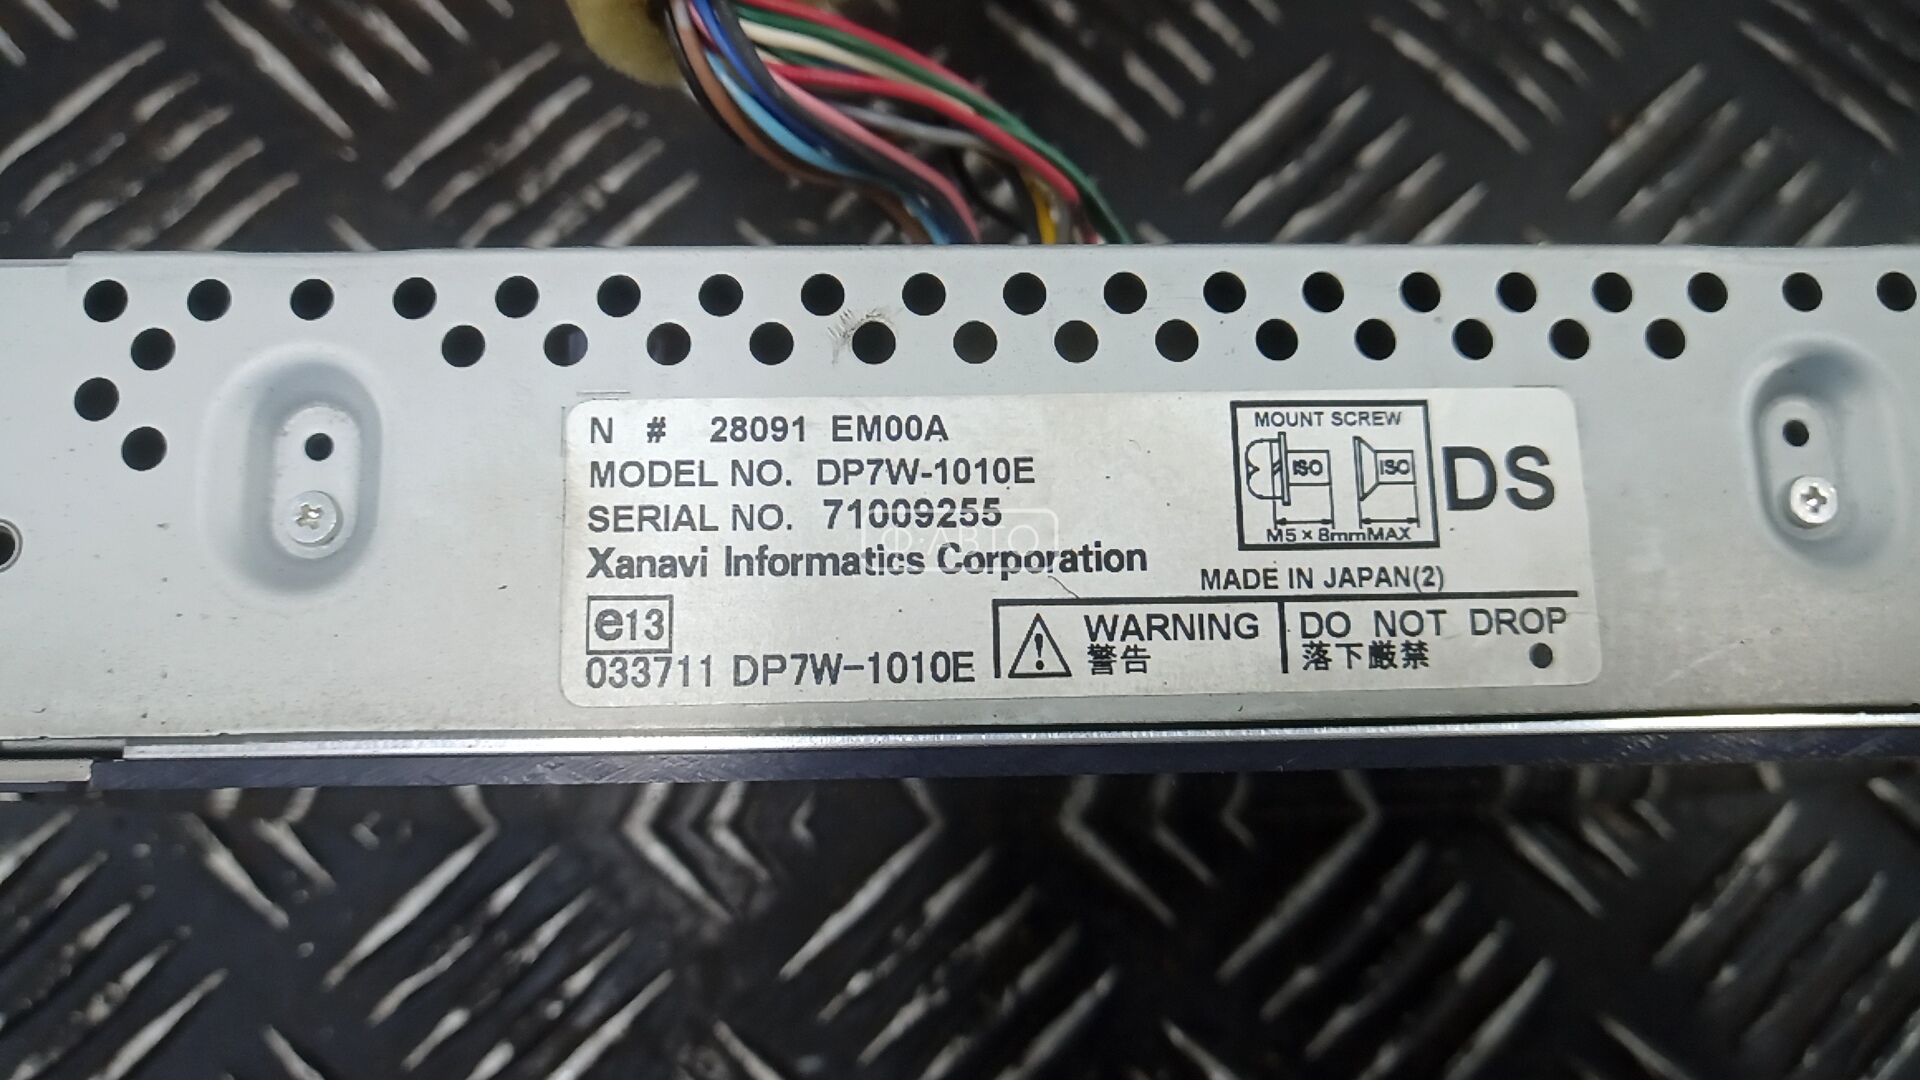 N # 28091 EM00A
MODEL NO. DP7W-1010E
SERIAL NO. 71009255
Xanavi Informatics Corporation
Ф·АВТО
MOUNT SCREW
ISO ISO
M5×8mmMAX
DS
MADE IN JAPAN(2)
e13
033711 DP7W-1010E
WARNING
警告
DO NOT DROP
落下厳禁